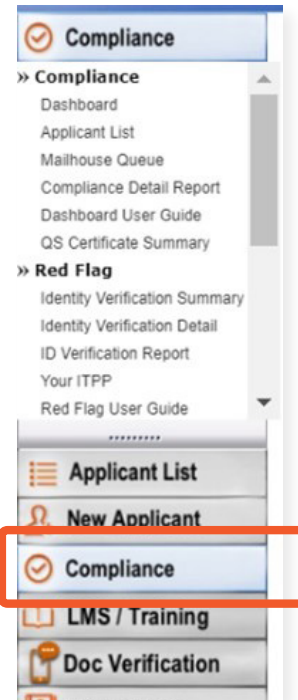 Compliance
» Compliance
Dashboard
Applicant List
Mailhouse Queue
Compliance Detail Report
Dashboard User Guide
QS Certificate Summary
» Red Flag
Identity Verification Summary
Identity Verification Detail
ID Verification Report
Your ITPP
Red Flag User Guide
Applicant List
New Applicant
Compliance
LMS / Training
Doc Verification